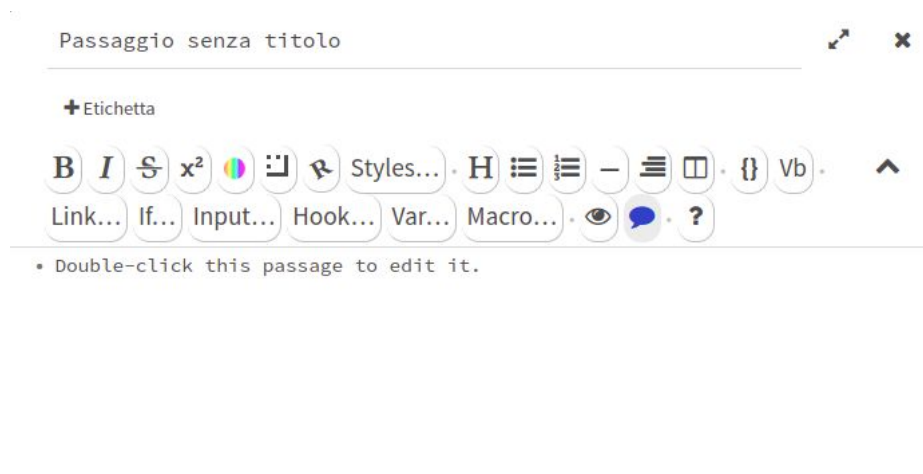 Passaggio senza titolo
+ Etichetta
B I S x² R Styles... H {} Vb
Link... If... Input... Hook... Var... Macro... ?
• Double-click this passage to edit it.